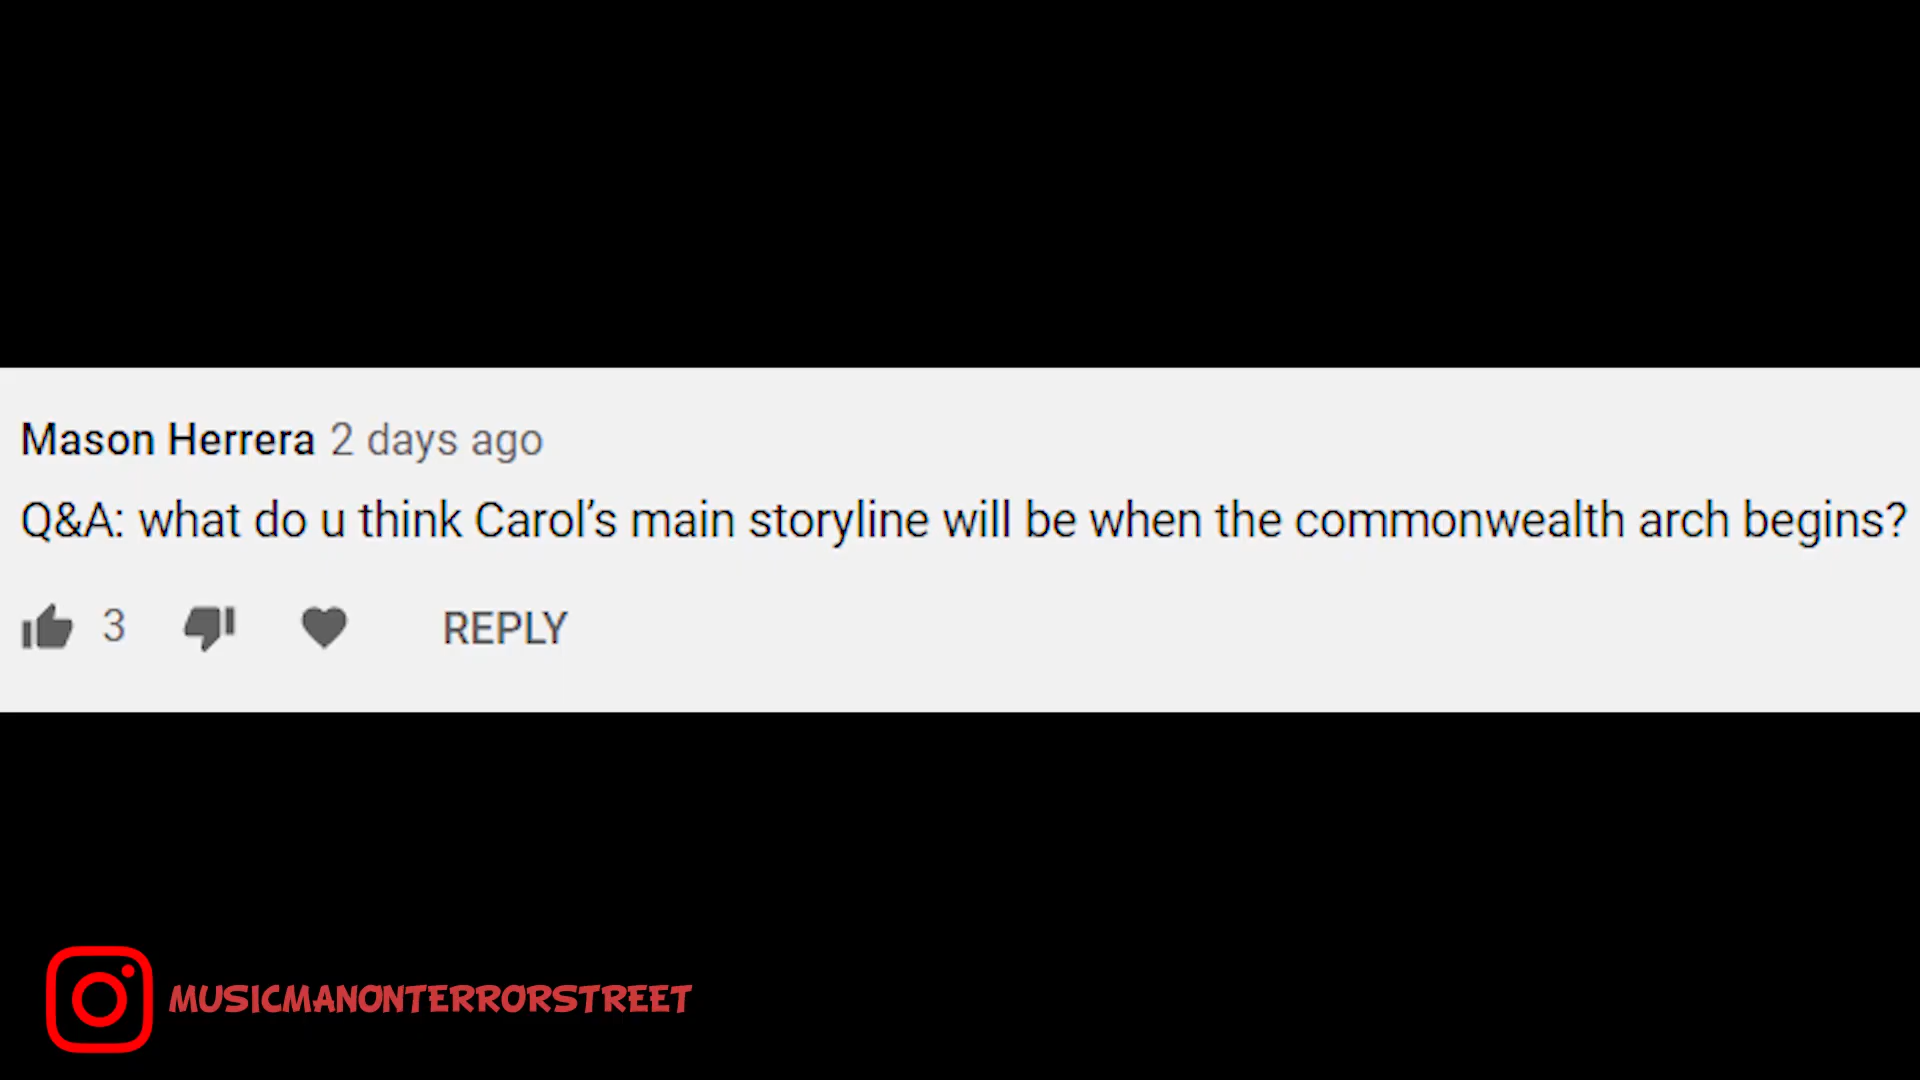 Mason Herrera 2 days ago
Q&A: what do u think Carol’s main storyline will be when the commonwealth arch begins?
3 REPLY
MUSICMANONTERRORSTREET